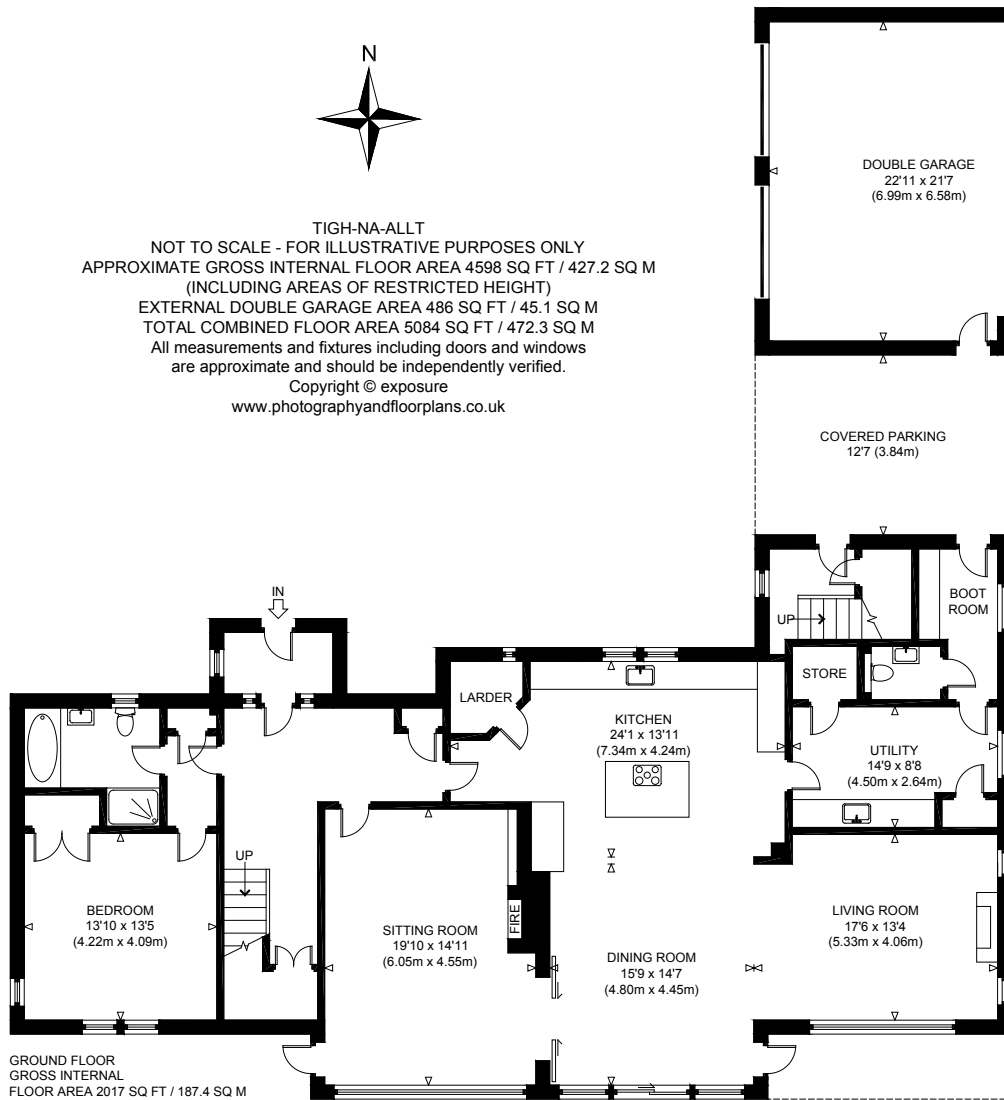 N
TIGH-NA-ALLT
NOT TO SCALE - FOR ILLUSTRATIVE PURPOSES ONLY
APPROXIMATE GROSS INTERNAL FLOOR AREA 4598 SQ FT / 427.2 SQ M
(INCLUDING AREAS OF RESTRICTED HEIGHT)
EXTERNAL DOUBLE GARAGE AREA 486 SQ FT / 45.1 SQ M
TOTAL COMBINED FLOOR AREA 5084 SQ FT / 472.3 SQ M
All measurements and fixtures including doors and windows
are approximate and should be independently verified.
Copyright © exposure
www.photographyandfloorplans.co.uk
DOUBLE GARAGE
22'11 x 21'7
(6.99m x 6.58m)
COVERED PARKING
12'7 (3.84m)
IN
UP
BOOT
ROOM
STORE
LARDER
KITCHEN
24'1 x 13'11
(7.34m x 4.24m)
UTILITY
14'9 x 8'8
(4.50m x 2.64m)
UP
BEDROOM
13'10 x 13'5
(4.22m x 4.09m)
SITTING ROOM
19'10 x 14'11
(6.05m x 4.55m)
FIRE
DINING ROOM
15'9 x 14'7
(4.80m x 4.45m)
LIVING ROOM
17'6 x 13'4
(5.33m x 4.06m)
GROUND FLOOR
GROSS INTERNAL
FLOOR AREA 2017 SQ FT / 187.4 SQ M